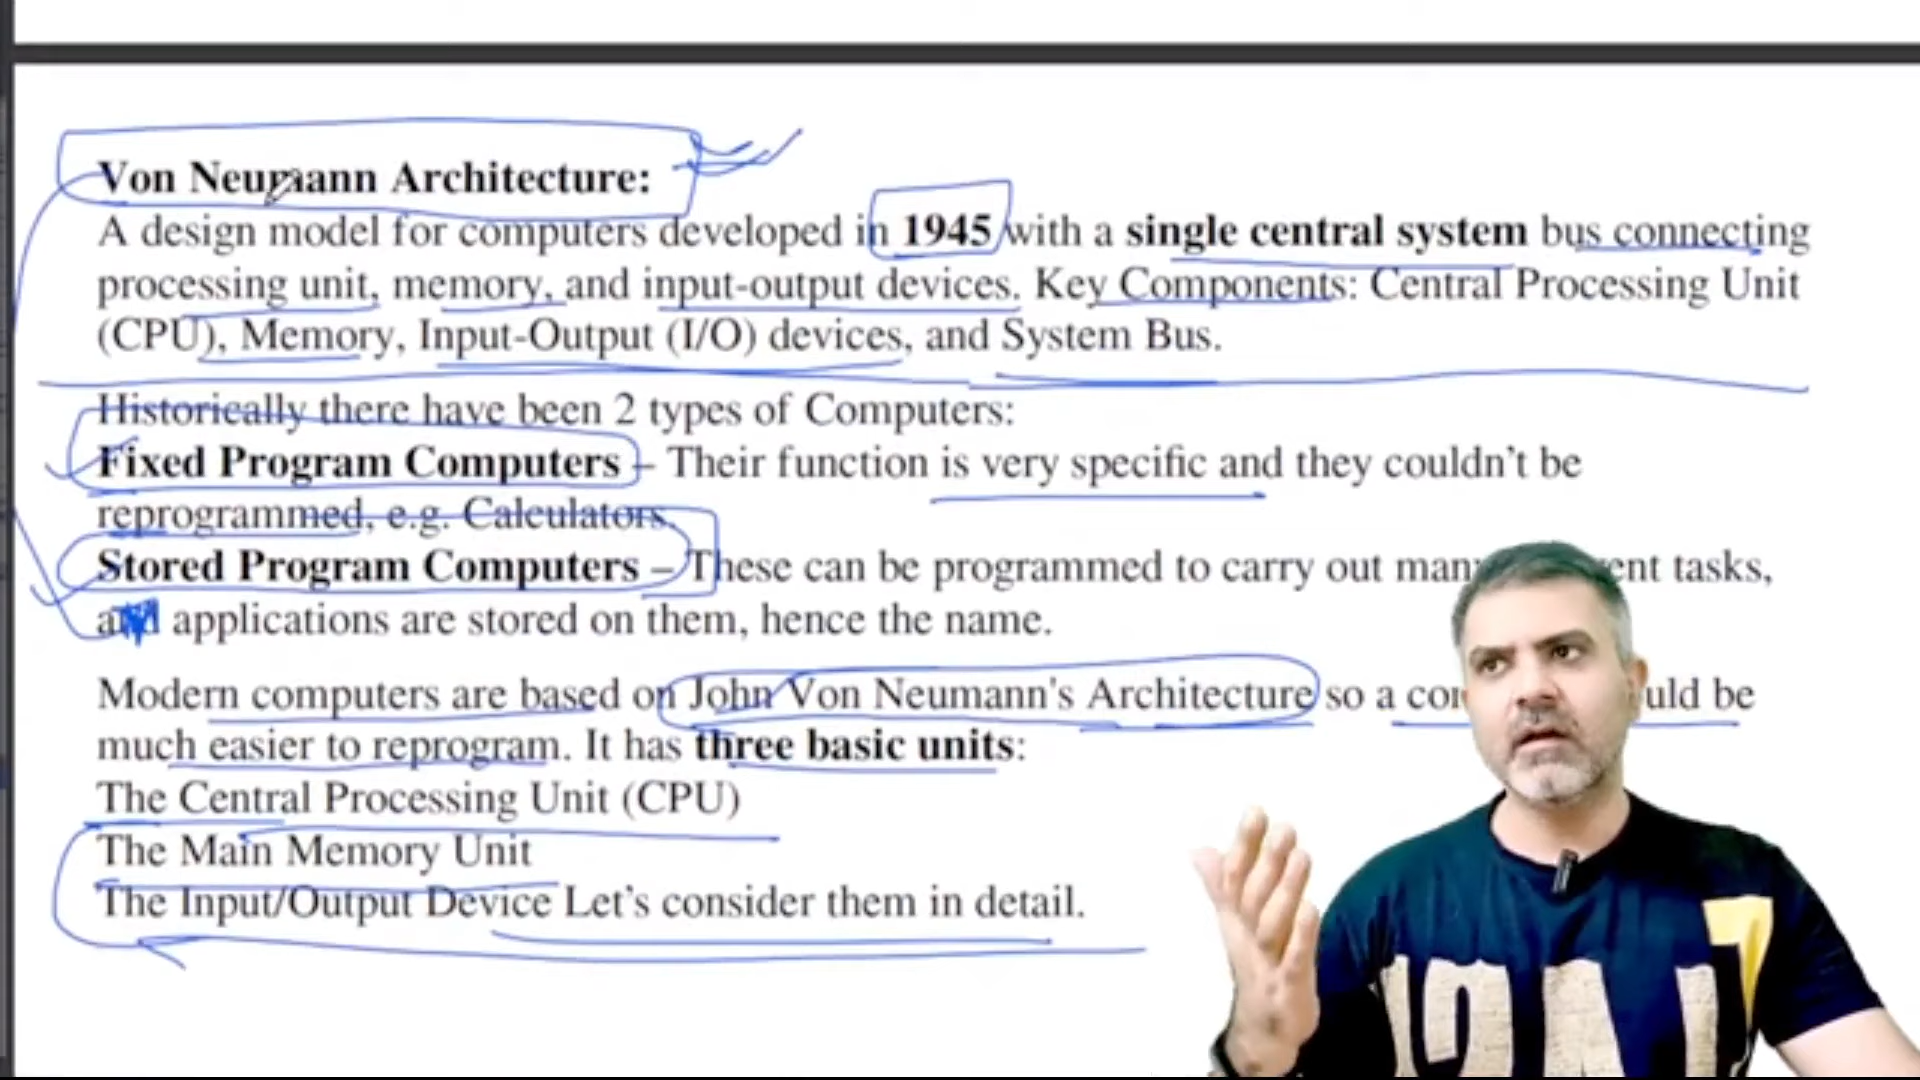 Von Neumann Architecture:
A design model for computers developed in 1945 with a single central system bus connecting
processing unit, memory, and input-output devices. Key Components: Central Processing Unit
(CPU), Memory, Input-Output (I/O) devices, and System Bus.
Historically there have been 2 types of Computers:
Fixed Program Computers – Their function is very specific and they couldn't be
reprogrammed, e.g. Calculators.
Stored Program Computers – These can be programmed to carry out tasks,
applications are stored on them, hence the name.
Modern computers are based on John Von Neumann's Architecture so a be
much easier to reprogram. It has three basic units:
The Central Processing Unit (CPU)
The Main Memory Unit
The Input/Output Device Let's consider them in detail.